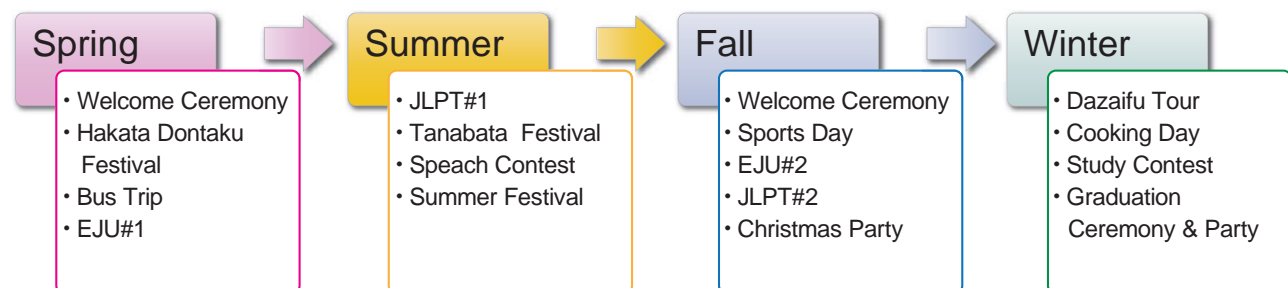 Spring
・Welcome Ceremony
・Hakata Dontaku
Festival
・Bus Trip
・EJU#1
Summer
・JLPT#1
・Tanabata Festival
・Speach Contest
・Summer Festival
Fall
・Welcome Ceremony
・Sports Day
・EJU#2
・JLPT#2
・Christmas Party
Winter
・Dazaifu Tour
・Cooking Day
・Study Contest
・Graduation
Ceremony & Party